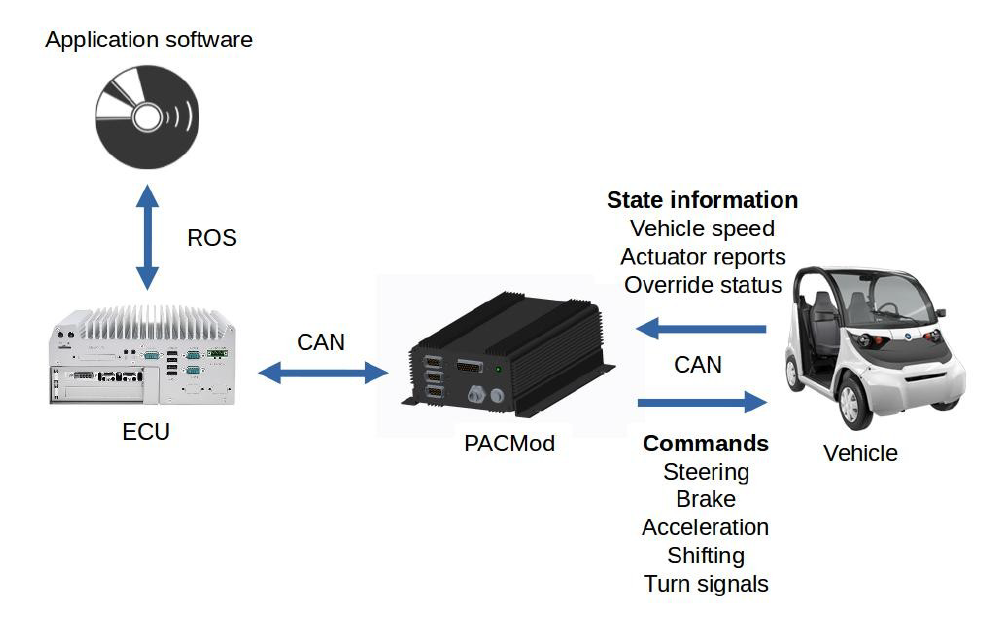 Application software
ROS
ECU
CAN
PACMod
State information
Vehicle speed
Actuator reports
Override status
CAN
Commands
Steering
Brake
Acceleration
Shifting
Turn signals
Vehicle